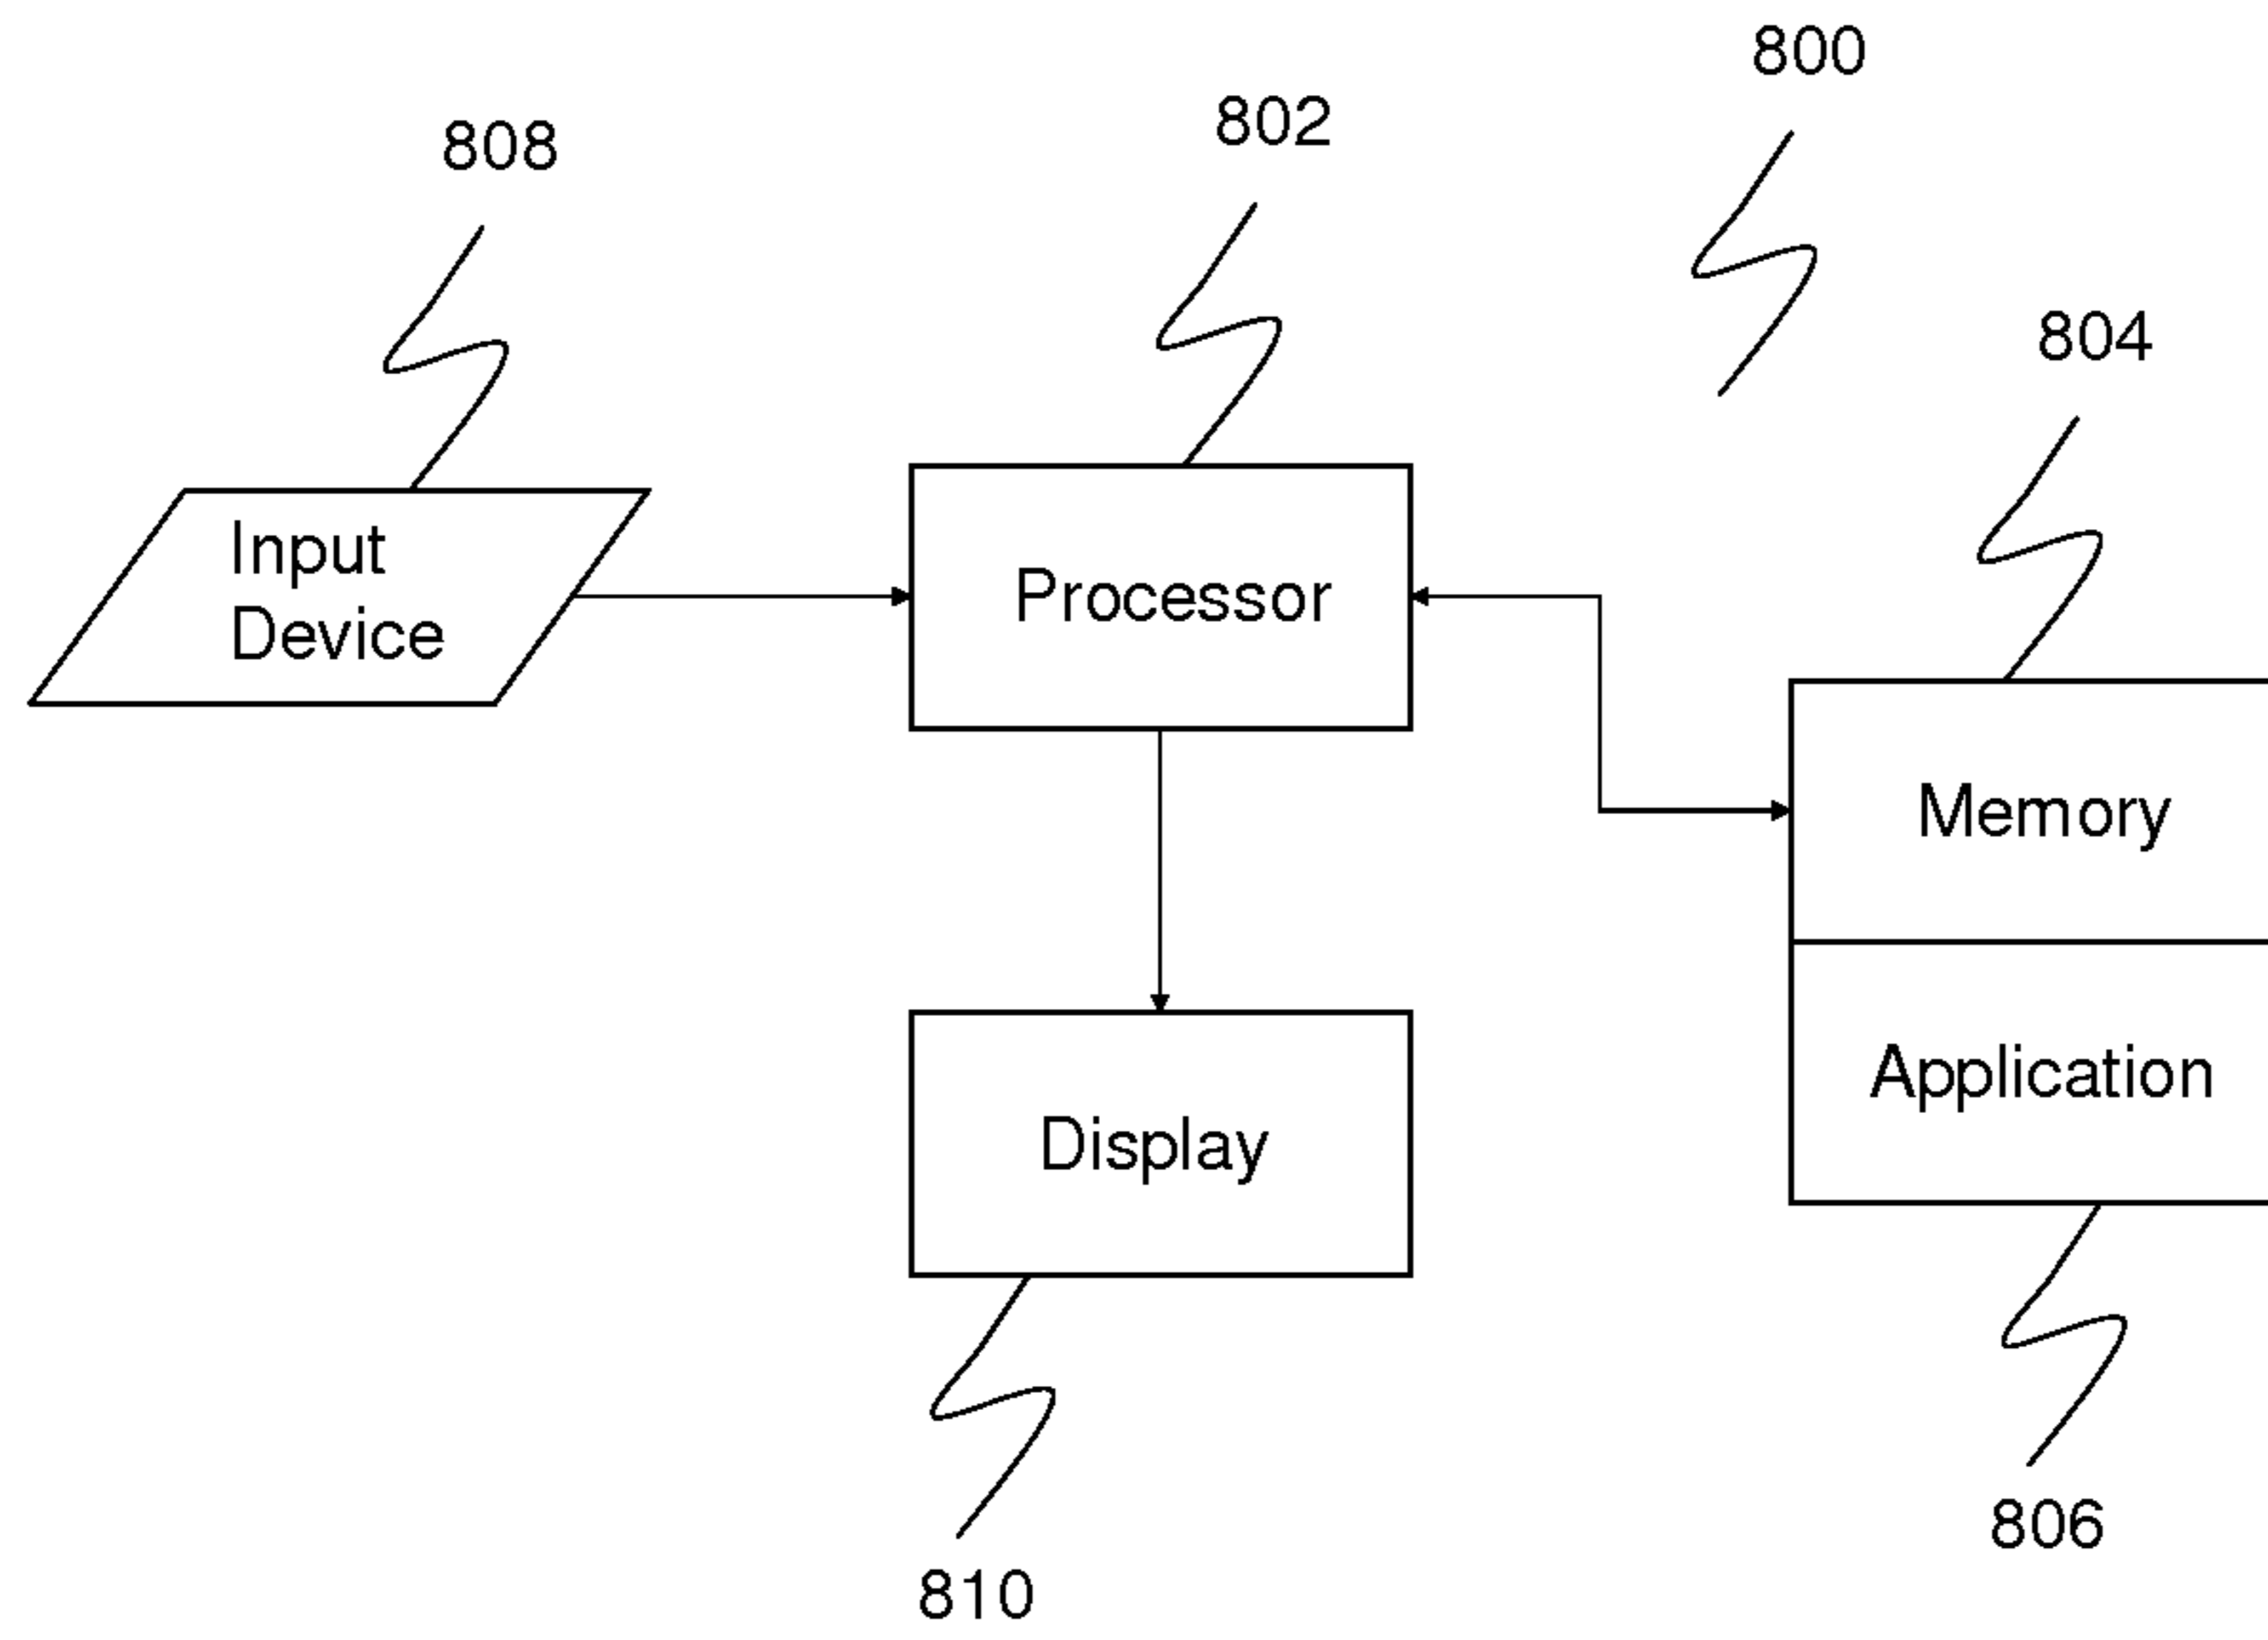 800
802
808
804
Input
Device
Processor
Memory
Application
Display
806
810